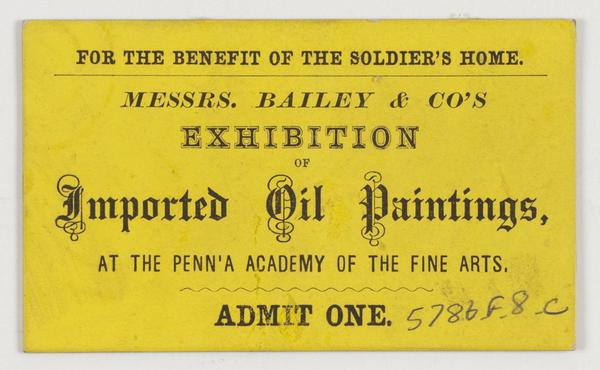 FOR THE BENEFIT OF THE SOLDIER'S HOME.
MESSRS. BAILEY & CO'S
EXHIBITION
OF
Imported Oil Paintings,
AT THE PENN'A ACADEMY OF THE FINE ARTS.
ADMIT ONE.
5786.F.8-c